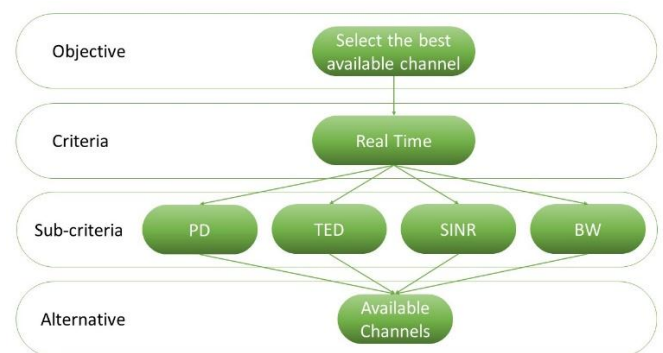 Objective
Select the best
available channel
Criteria
Real Time
Sub-criteria
PD
TED
SINR
BW
Alternative
Available
Channels